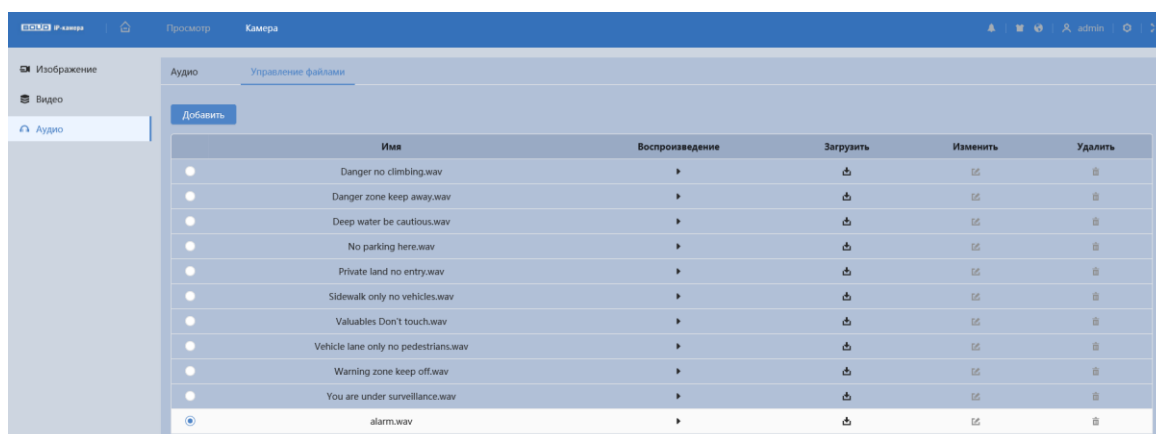 BOLID IP-камера Просмотр Камера admin
Изображение
Видео
Аудио
Аудио Управление файлами
Добавить
Имя Воспроизведение Загрузить Изменить Удалить
Danger no climbing.wav
Danger zone keep away.wav
Deep water be cautious.wav
No parking here.wav
Private land no entry.wav
Sidewalk only no vehicles.wav
Valuables Don't touch.wav
Vehicle lane only no pedestrians.wav
Warning zone keep off.wav
You are under surveillance.wav
alarm.wav